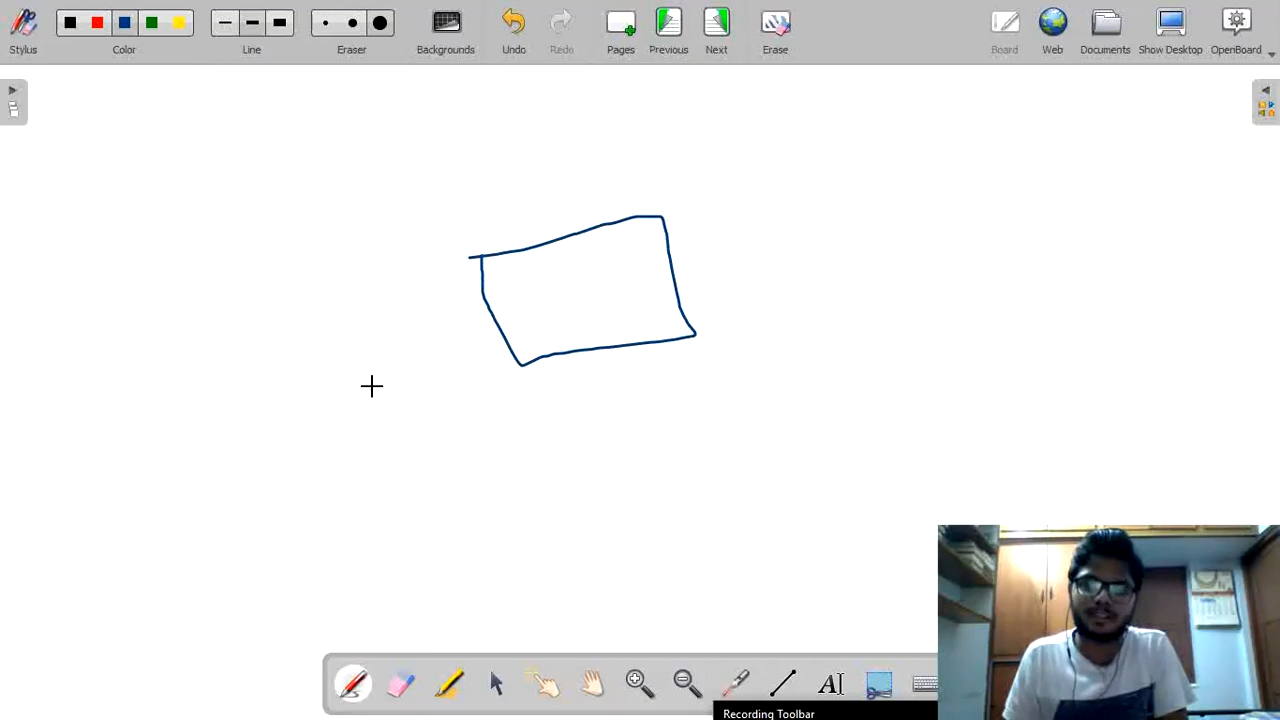 Stylus
Color
Line
Eraser
Backgrounds
Undo
Redo
Pages
Previous
Next
Erase
Board
Web
Documents
Show Desktop
OpenBoard
A
Recording Toolbar